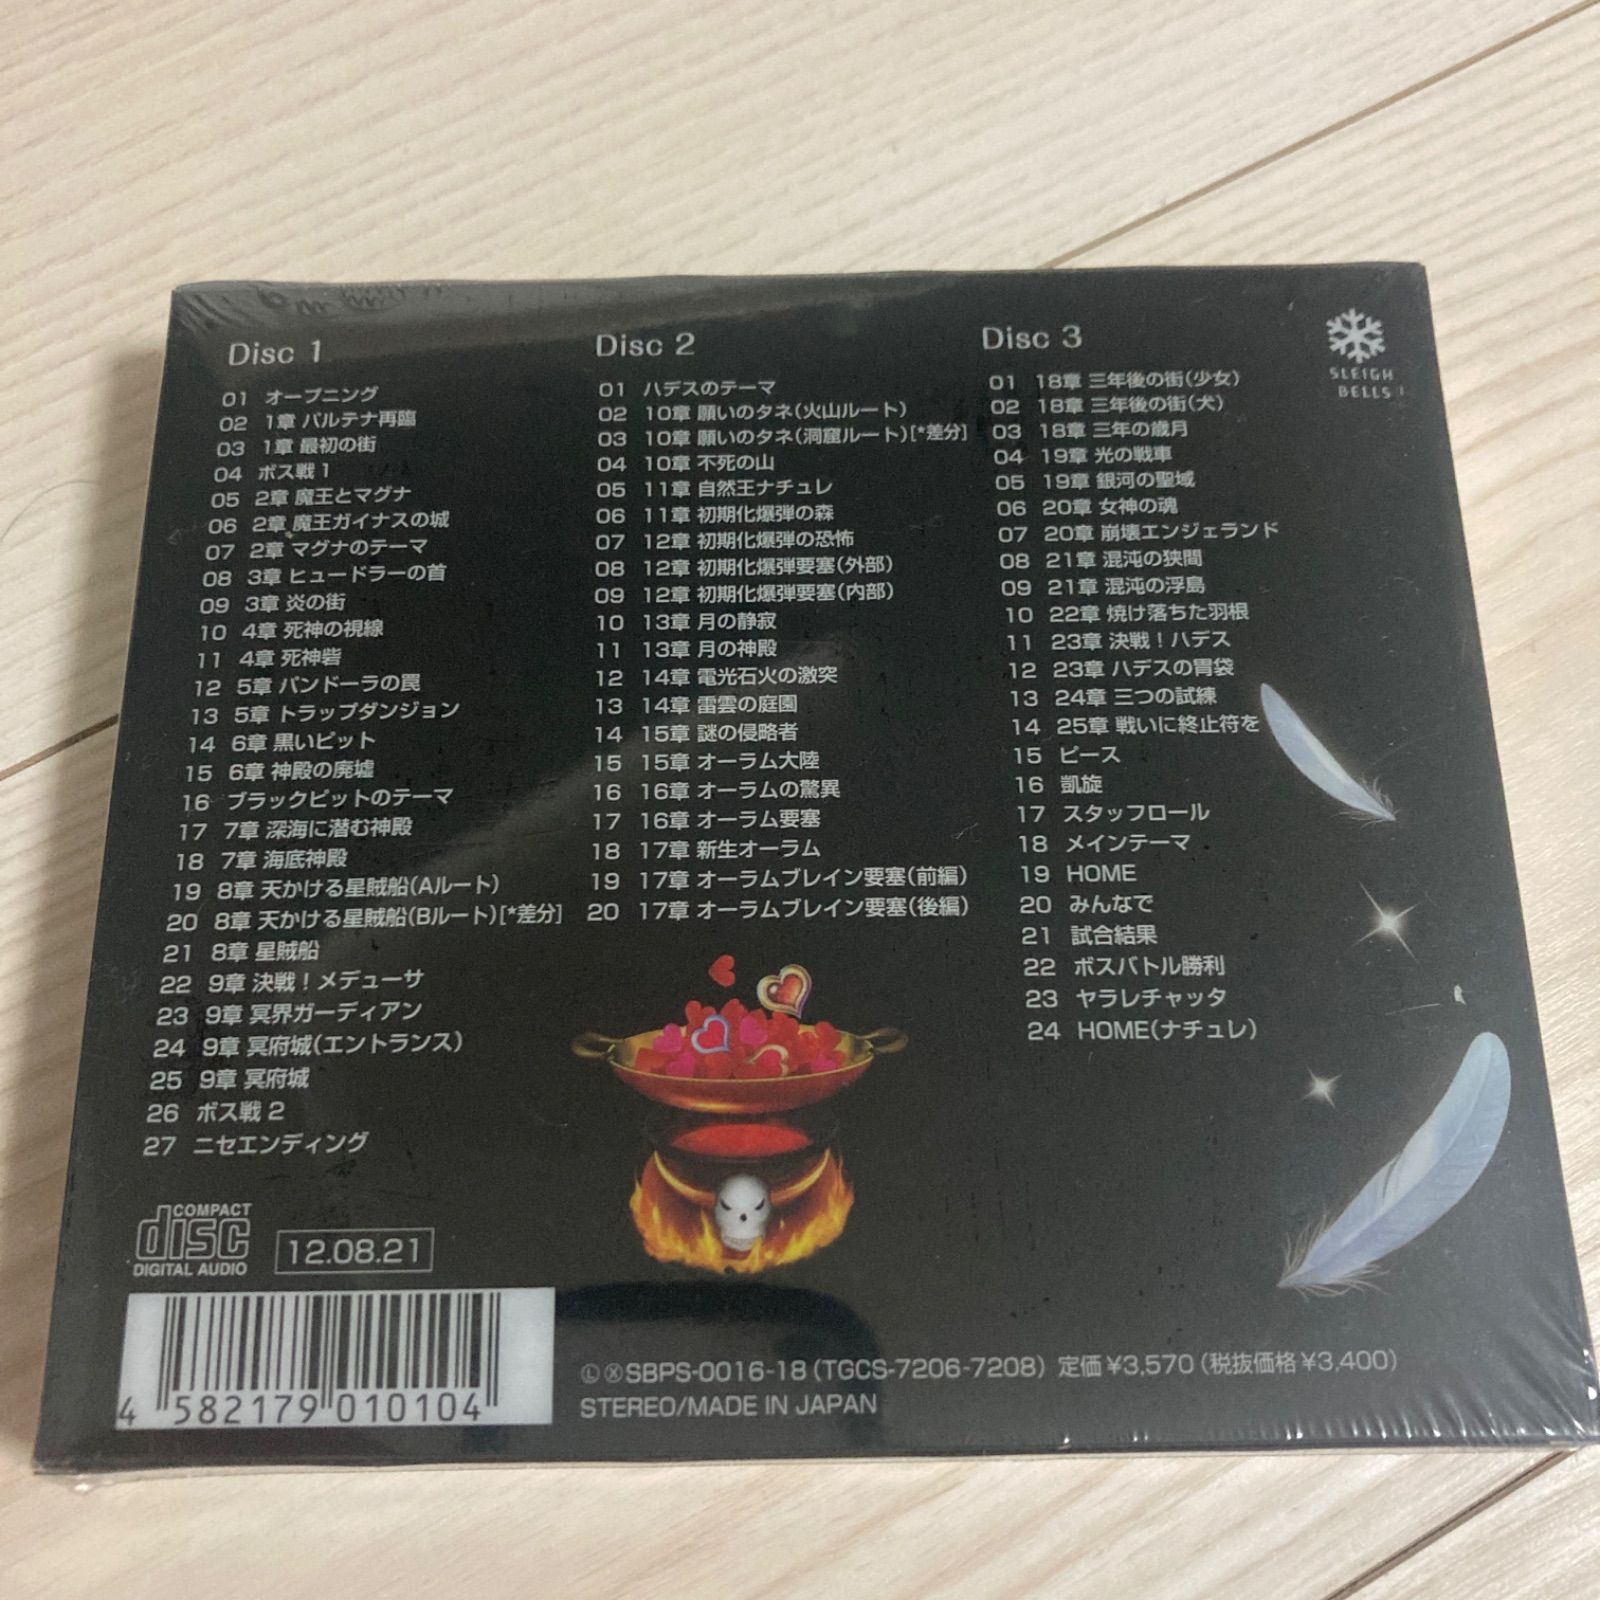 Disc 1
01 オープニング
02 1章 パルテナ再臨
03 1章 最初の街
04 ボス戦 1
05 2章 魔王とマグナ
06 2章 魔王ガイナスの城
07 2章 マグナのテーマ
08 3章 ヒュードラーの首
09 3章 炎の街
10 4章 死神の視線
11 4章 死神砦
12 5章 パンドーラの罠
13 5章 トラップダンジョン
14 6章 黒いピット
15 6章 神殿の廃墟
16 ブラックピットのテーマ
17 7章 深海に潜む神殿
18 7章 海底神殿
19 8章 天かける星賊船(Aルート)
20 8章 天かける星賊船(Bルート)[*差分]
21 8章 星賊船
22 9章 決戦!メデューサ
23 9章 冥界ガーディアン
24 9章 冥府城(エントランス)
25 9章 冥府城
26 ボス戦 2
27 ニセエンディング
Disc 2
01 ハデスのテーマ
02 10章 願いのタネ(火山ルート)
03 10章 願いのタネ(洞窟ルート)[*差分]
04 10章 不死の山
05 11章 自然王ナチュレ
06 11章 初期化爆弾の森
07 12章 初期化爆弾の恐怖
08 12章 初期化爆弾要塞(外部)
09 12章 初期化爆弾要塞(内部)
10 13章 月の静寂
11 13章 月の神殿
12 14章 電光石火の激突
13 14章 雷雲の庭園
14 15章 謎の侵略者
15 15章 オーラム大陸
16 16章 オーラムの驚異
17 16章 オーラム要塞
18 17章 新生オーラム
19 17章 オーラムブレイン要塞(前編)
20 17章 オーラムブレイン要塞(後編)
Disc 3
01 18章 三年後の街(少女)
02 18章 三年後の街(犬)
03 18章 三年の歳月
04 19章 光の戦車
05 19章 銀河の聖域
06 20章 女神の魂
07 20章 崩壊エンジェランド
08 21章 混沌の狭間
09 21章 混沌の浮島
10 22章 焼け落ちた羽根
11 23章 決戦!ハデス
12 23章 ハデスの胃袋
13 24章 三つの試練
14 25章 戦いに終止符を
15 ピース
16 凱旋
17 スタッフロール
18 メインテーマ
19 HOME
20 みんなで
21 試合結果
22 ボスバトル勝利
23 ヤラレチャッタ
24 HOME(ナチュレ)
SLEIGH
BELLS
COMPACT
disc
DIGITAL AUDIO
12.08.21
4 582179 010104
Ⓛ Ⓧ SBPS-0016-18 (TGCS-7206-7208) 定価 ¥3,570 (税抜価格 ¥3,400)
STEREO/MADE IN JAPAN